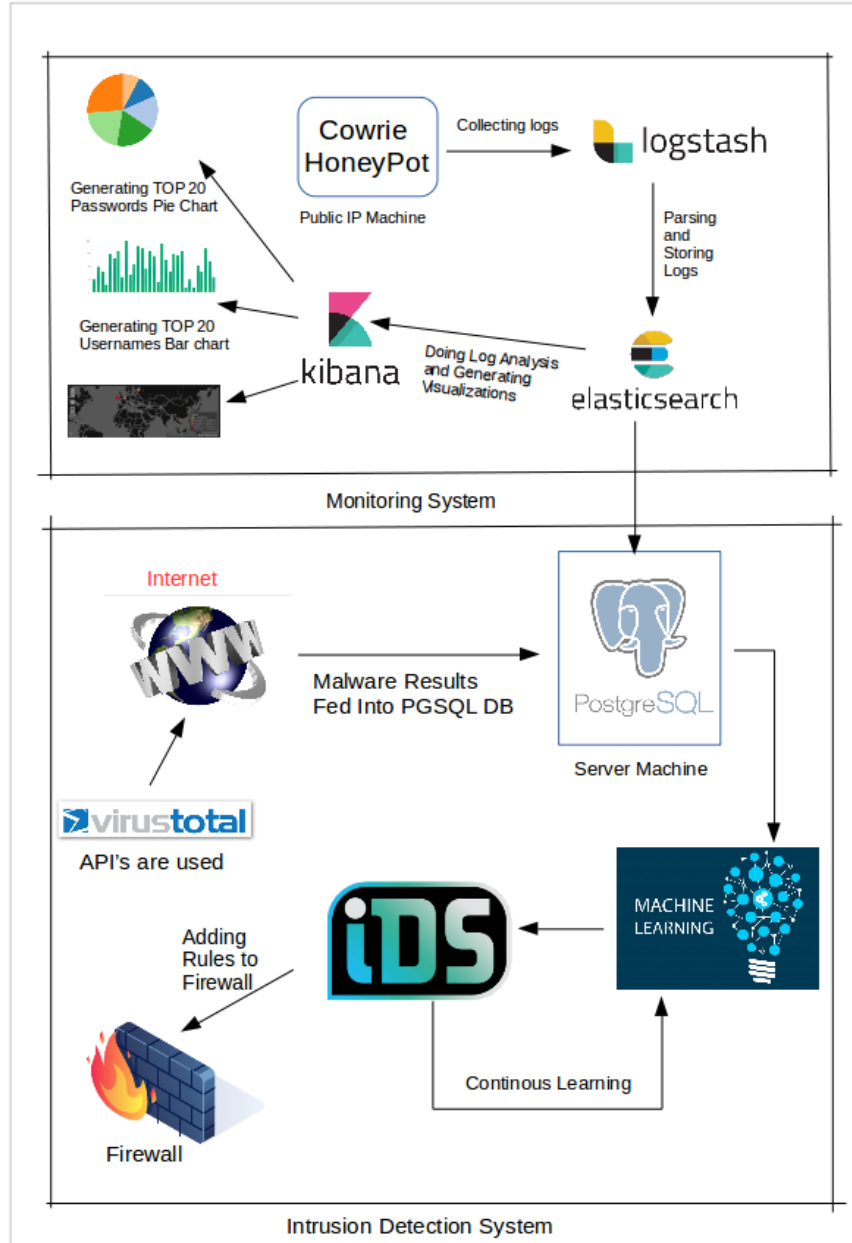 Cowrie
HoneyPot
Public IP Machine
Collecting logs
logstash
Parsing
and
Storing
Logs
elasticsearch
Doing Log Analysis
and Generating
Visualizations
kibana
Generating TOP 20
Passwords Pie Chart
Generating TOP 20
Usernames Bar chart
Monitoring System
Internet
WWW
Malware Results
Fed Into PGSQL DB
PostgreSQL
Server Machine
virustotal
API's are used
MACHINE
LEARNING
iDS
Adding
Rules to
Firewall
Continous Learning
Firewall
Intrusion Detection System